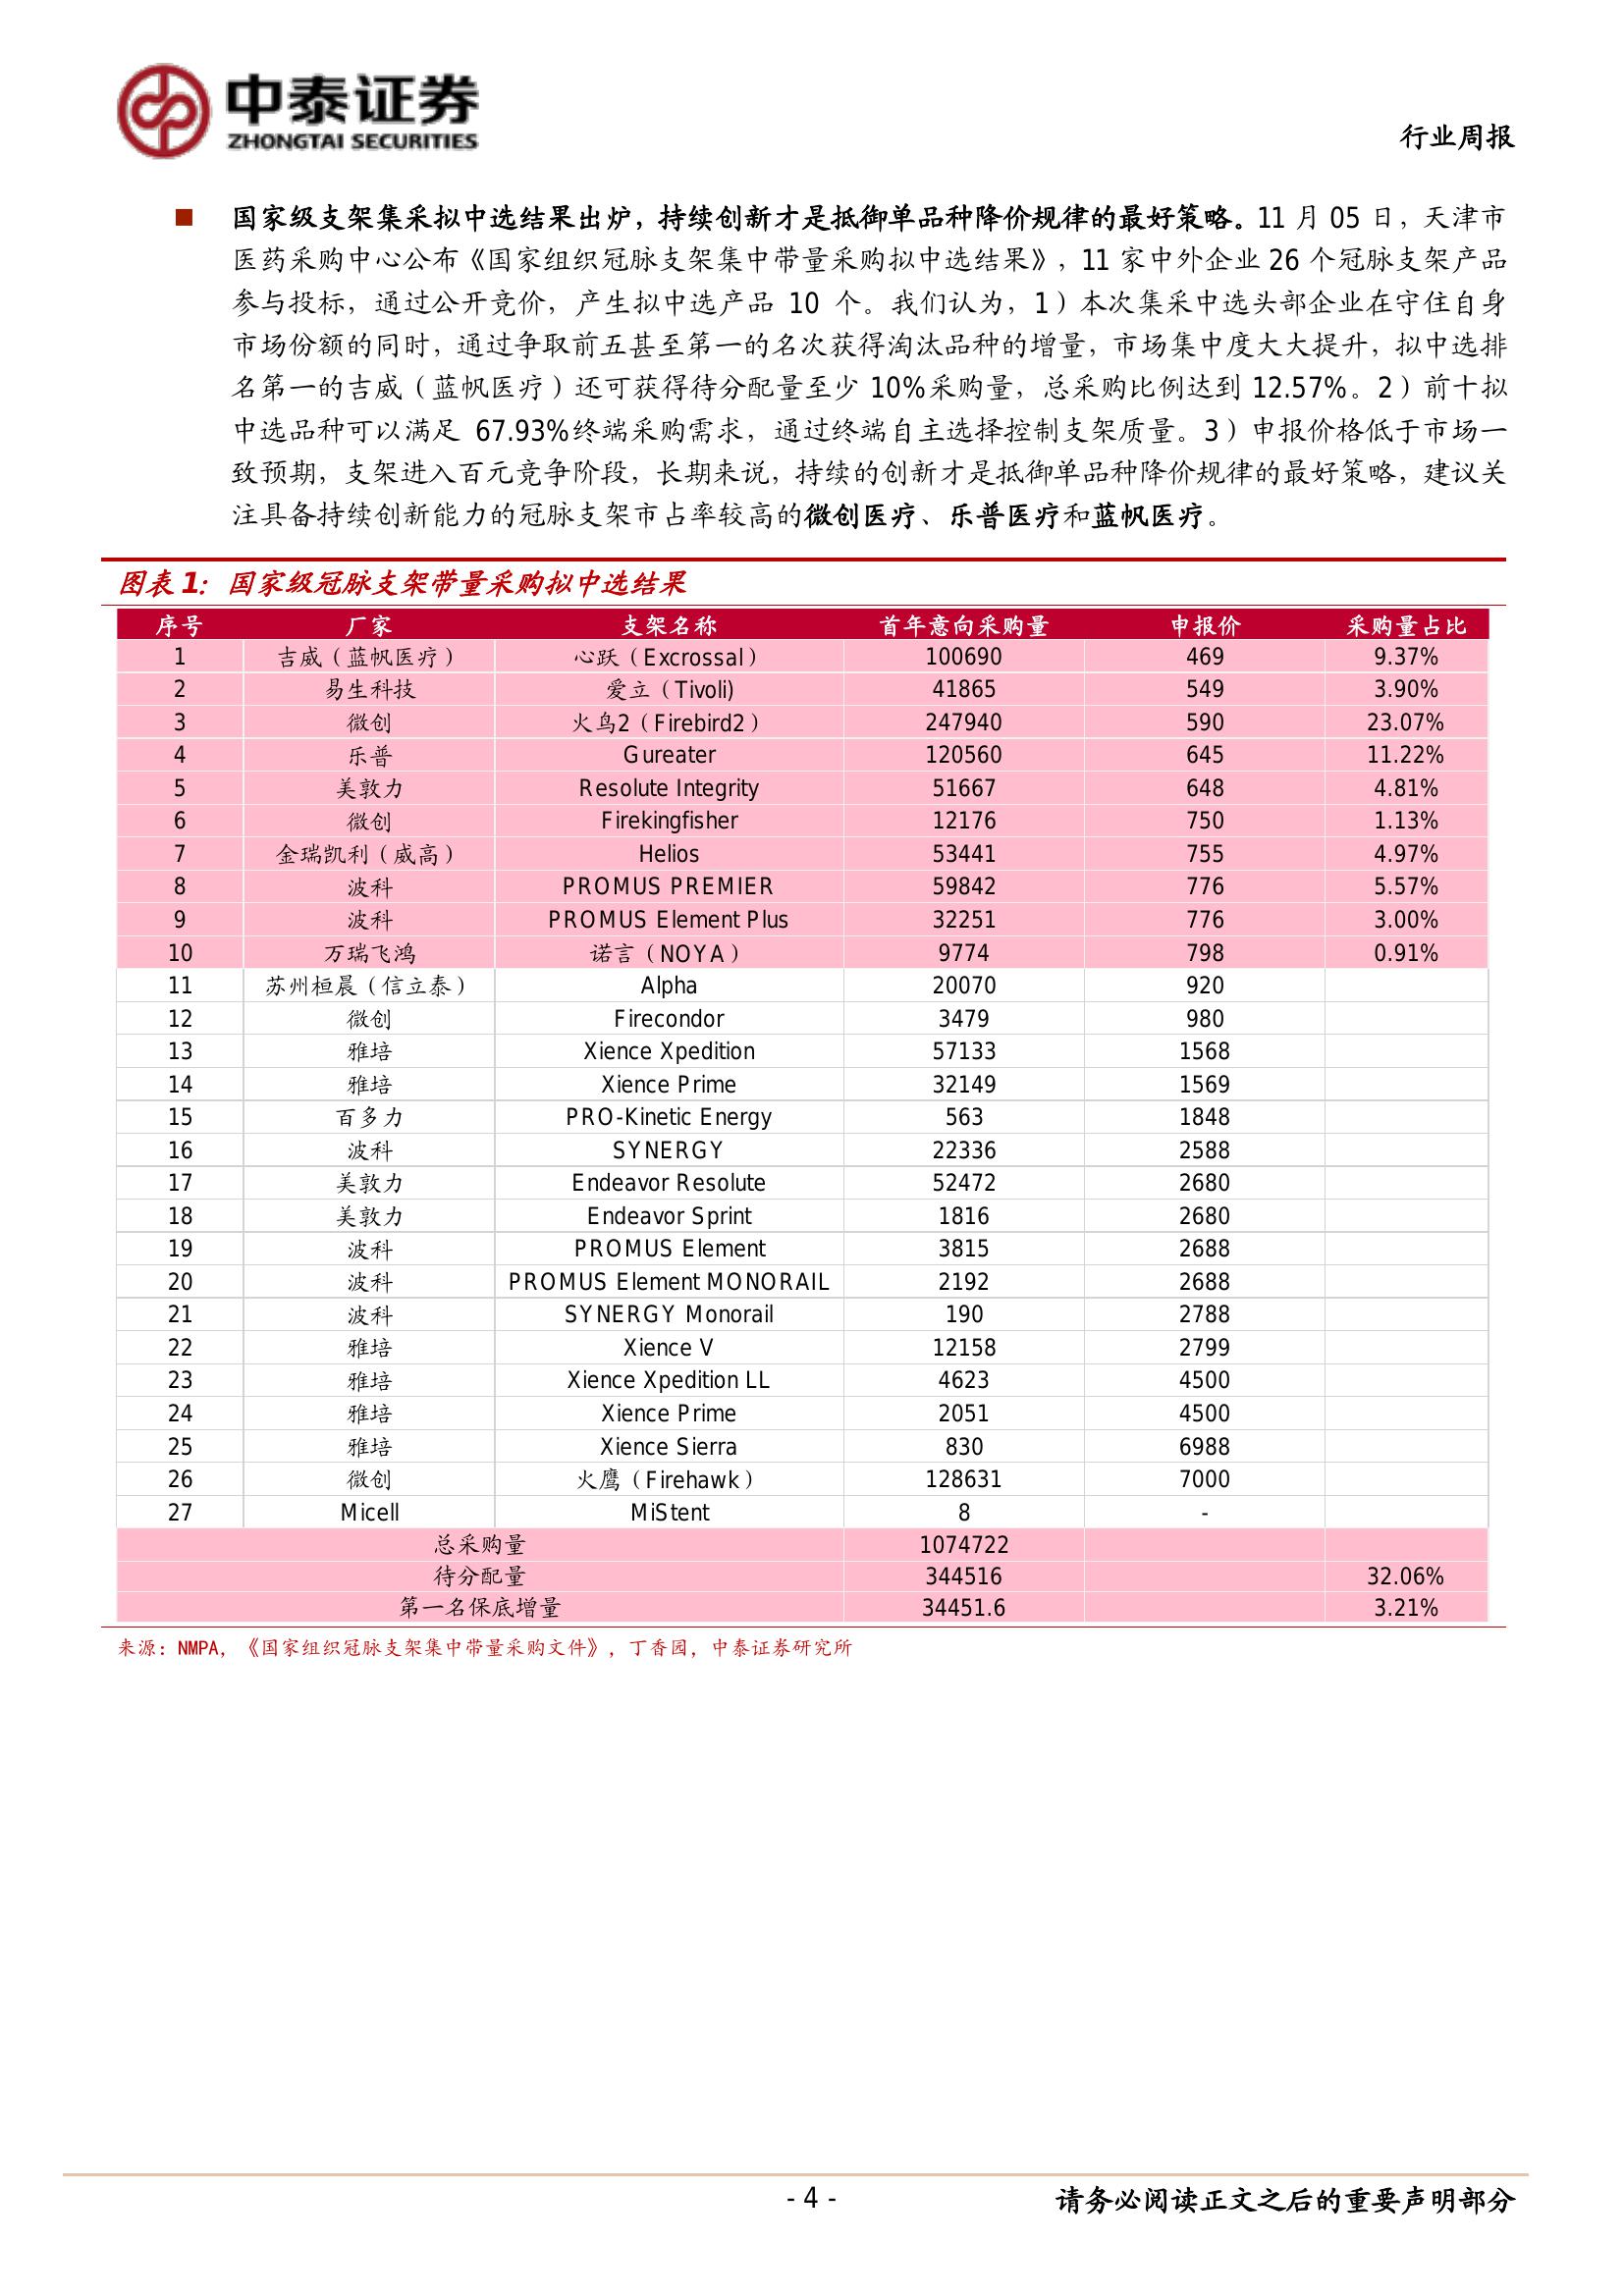 中泰证券
ZHONGTAI SECURITIES
行业周报
■ 国家级支架集采拟中选结果出炉，持续创新才是抵御单品种降价规律的最好策略。11 月 05 日，天津市
医药采购中心公布《国家组织冠脉支架集中带量采购拟中选结果》，11 家中外企业 26 个冠脉支架产品
参与投标，通过公开竞价，产生拟中选产品 10 个。我们认为，1）本次集采中选头部企业在守住自身
市场份额的同时，通过争取前五甚至第一的名次获得淘汰品种的增量，市场集中度大大提升，拟中选排
名第一的吉威（蓝帆医疗）还可获得待分配量至少 10%采购量，总采购比例达到 12.57%。2）前十拟
中选品种可以满足 67.93%终端采购需求，通过终端自主选择控制支架质量。3）申报价格低于市场一
致预期，支架进入百元竞争阶段，长期来说，持续的创新才是抵御单品种降价规律的最好策略，建议关
注具备持续创新能力的冠脉支架市占率较高的微创医疗、乐普医疗和蓝帆医疗。
图表 1：国家级冠脉支架带量采购拟中选结果
序号 厂家 支架名称 首年意向采购量 申报价 采购量占比
1 吉威（蓝帆医疗） 心跃（Excrossal） 100690 469 9.37%
2 易生科技 爱立（Tivoli) 41865 549 3.90%
3 微创 火鸟2（Firebird2） 247940 590 23.07%
4 乐普 Gureater 120560 645 11.22%
5 美敦力 Resolute Integrity 51667 648 4.81%
6 微创 Firekingfisher 12176 750 1.13%
7 金瑞凯利（威高） Helios 53441 755 4.97%
8 波科 PROMUS PREMIER 59842 776 5.57%
9 波科 PROMUS Element Plus 32251 776 3.00%
10 万瑞飞鸿 诺言（NOYA） 9774 798 0.91%
11 苏州桓晨（信立泰） Alpha 20070 920
12 微创 Firecondor 3479 980
13 雅培 Xience Xpedition 57133 1568
14 雅培 Xience Prime 32149 1569
15 百多力 PRO-Kinetic Energy 563 1848
16 波科 SYNERGY 22336 2588
17 美敦力 Endeavor Resolute 52472 2680
18 美敦力 Endeavor Sprint 1816 2680
19 波科 PROMUS Element 3815 2688
20 波科 PROMUS Element MONORAIL 2192 2688
21 波科 SYNERGY Monorail 190 2788
22 雅培 Xience V 12158 2799
23 雅培 Xience Xpedition LL 4623 4500
24 雅培 Xience Prime 2051 4500
25 雅培 Xience Sierra 830 6988
26 微创 火鹰（Firehawk） 128631 7000
27 Micell MiStent 8 -
总采购量 1074722
待分配量 344516 32.06%
第一名保底增量 34451.6 3.21%
来源：NMPA，《国家组织冠脉支架集中带量采购文件》，丁香园，中泰证券研究所
- 4 -
请务必阅读正文之后的重要声明部分